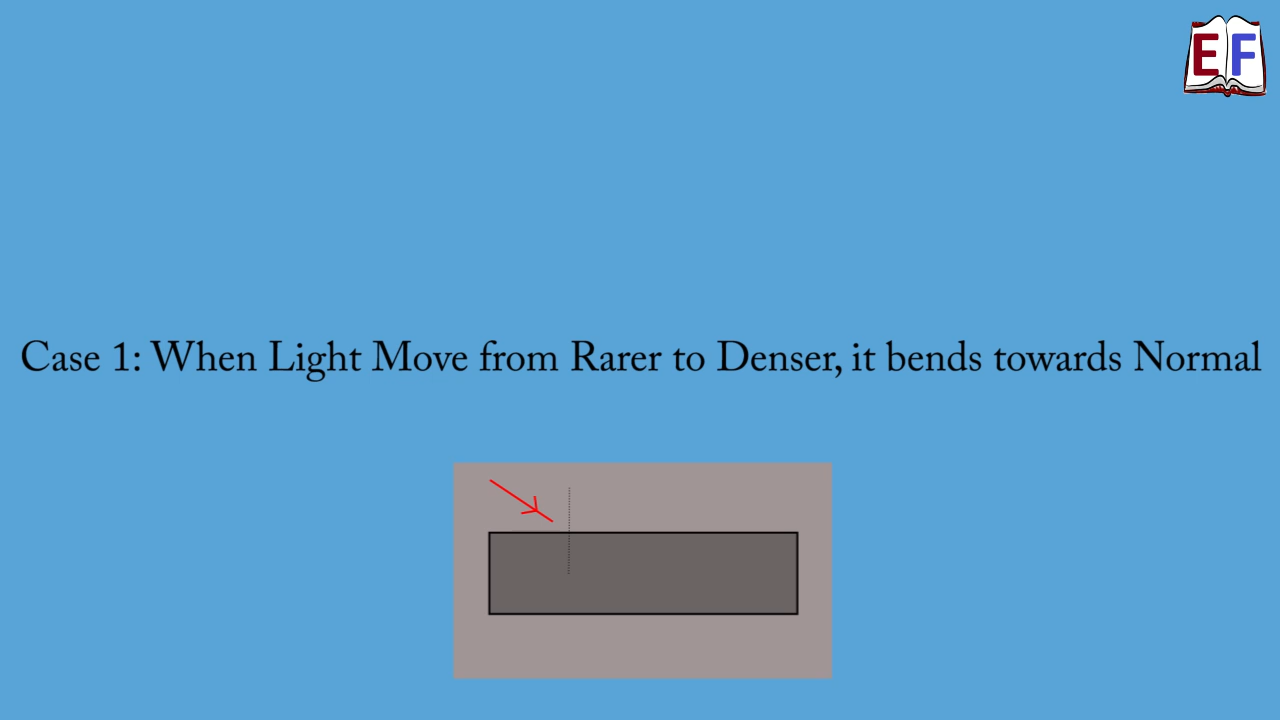 EF
Case 1: When Light Move from Rarer to Denser, it bends towards Normal